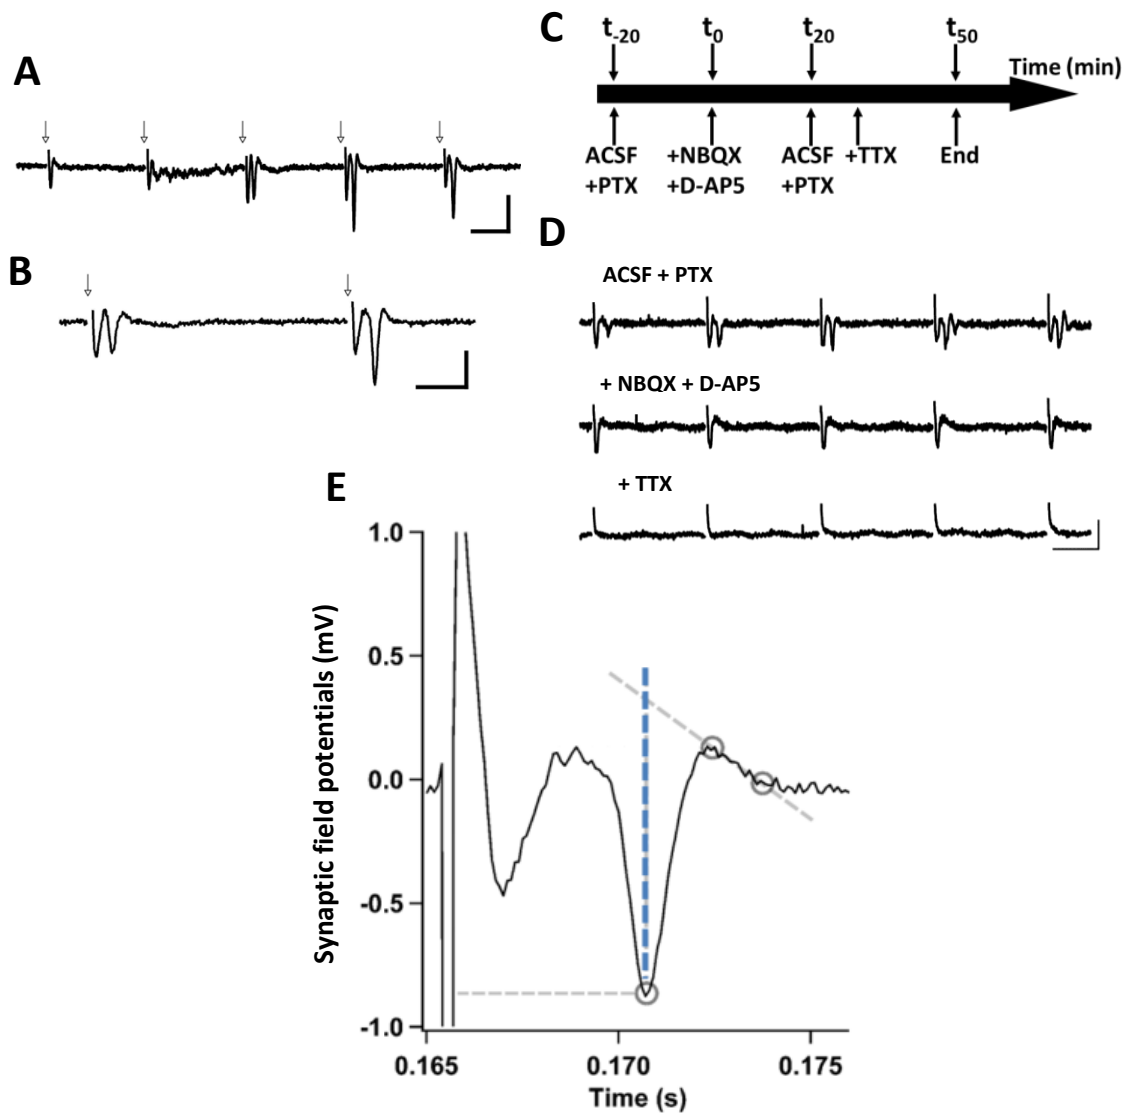 A
B
C
t-20 t0 t20 t50
Time (min)
ACSF +NBQX ACSF +TTX End
+PTX +D-AP5 +PTX
D
ACSF + PTX
+ NBQX + D-AP5
+ TTX
E
Synaptic field potentials (mV)
1.0
0.5
0.0
-0.5
-1.0
0.165 0.170 0.175
Time (s)